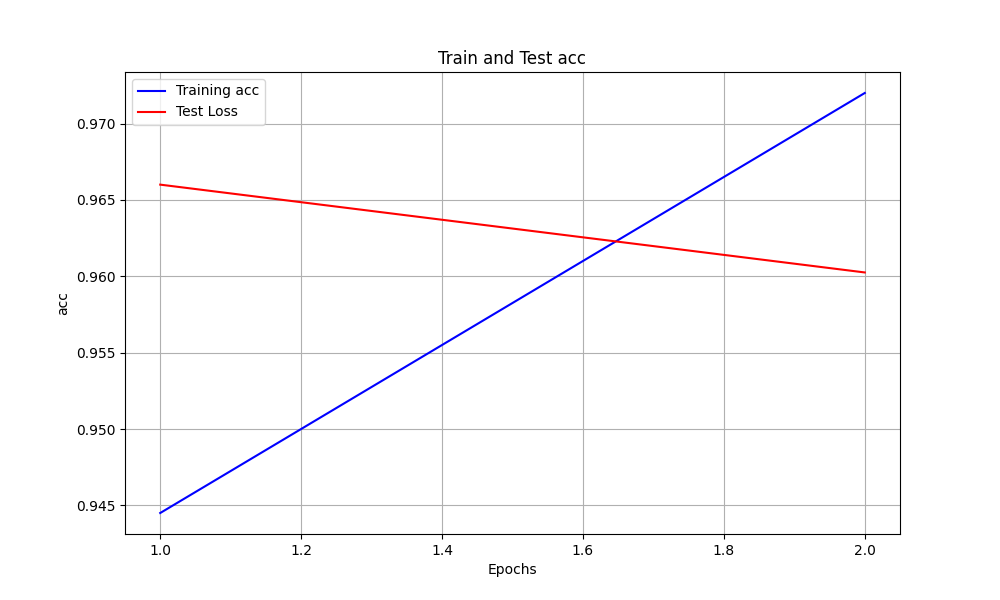 Train and Test acc
Training acc
Test Loss
0.970
0.965
0.960
0.955
0.950
0.945
acc
1.0 1.2 1.4 1.6 1.8 2.0
Epochs